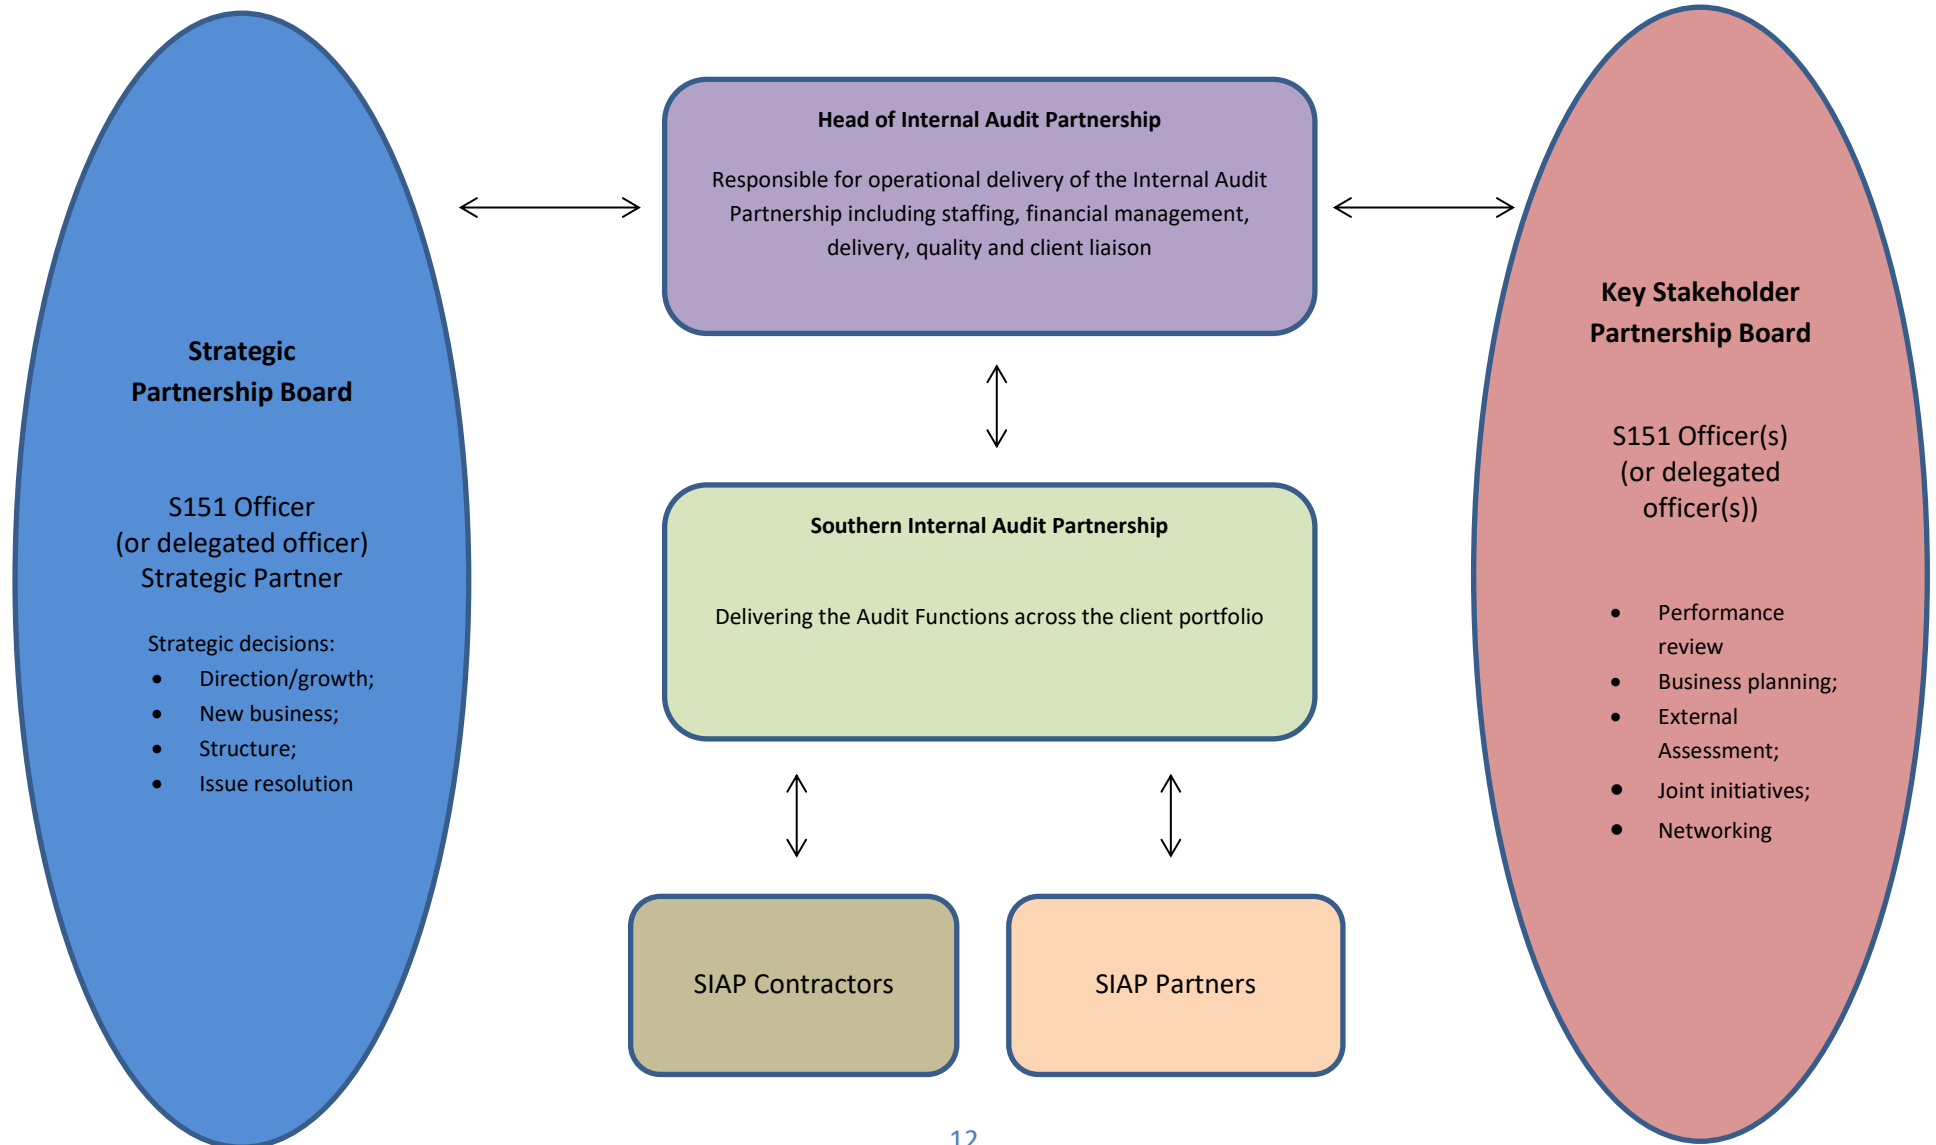 Strategic
Partnership Board
S151 Officer
(or delegated officer)
Strategic Partner
Strategic decisions:
• Direction/growth;
• New business;
• Structure;
• Issue resolution
Head of Internal Audit Partnership
Responsible for operational delivery of the Internal Audit
Partnership including staffing, financial management,
delivery, quality and client liaison
Southern Internal Audit Partnership
Delivering the Audit Functions across the client portfolio
SIAP Contractors
SIAP Partners
Key Stakeholder
Partnership Board
S151 Officer(s)
(or delegated
officer(s))
• Performance
review
• Business planning;
• External
Assessment;
• Joint initiatives;
• Networking
12